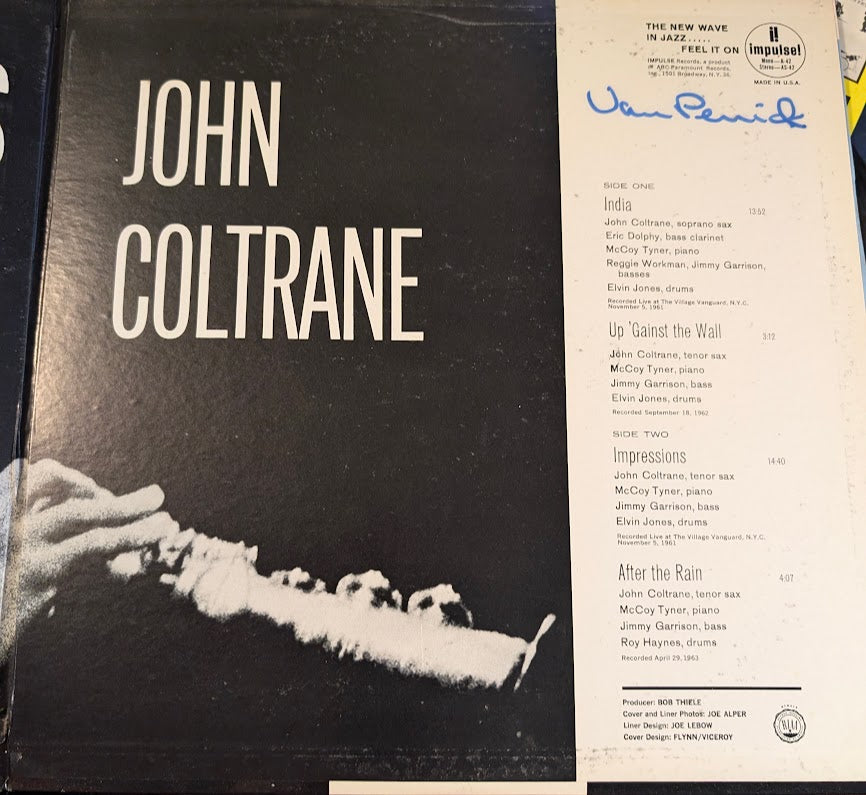 S
JOHN
COLTRANE
THE NEW WAVE
IN JAZZ.....
FEEL IT ON
i!
impulse!
Mono—A-42
Stereo—AS-42
IMPULSE Records, a product
of ABC-Paramount Records,
Inc., 1501 Broadway, N.Y. 36.
MADE IN U.S.A.
Van Penick
SIDE ONE
India 13:52
John Coltrane, soprano sax
Eric Dolphy, bass clarinet
McCoy Tyner, piano
Reggie Workman, Jimmy Garrison,
basses
Elvin Jones, drums
Recorded Live at The Village Vanguard, N.Y.C.
November 5, 1961
Up 'Gainst the Wall 3:12
John Coltrane, tenor sax
McCoy Tyner, piano
Jimmy Garrison, bass
Elvin Jones, drums
Recorded September 18, 1962
SIDE TWO
Impressions 14:40
John Coltrane, tenor sax
McCoy Tyner, piano
Jimmy Garrison, bass
Elvin Jones, drums
Recorded Live at The Village Vanguard, N.Y.C.
November 5, 1961
After the Rain 4:07
John Coltrane, tenor sax
McCoy Tyner, piano
Jimmy Garrison, bass
Roy Haynes, drums
Recorded April 29, 1963
Producer: BOB THIELE
Cover and Liner Photos: JOE ALPER
Liner Design: JOE LEBOW
Cover Design: FLYNN/VICEROY
RIAA